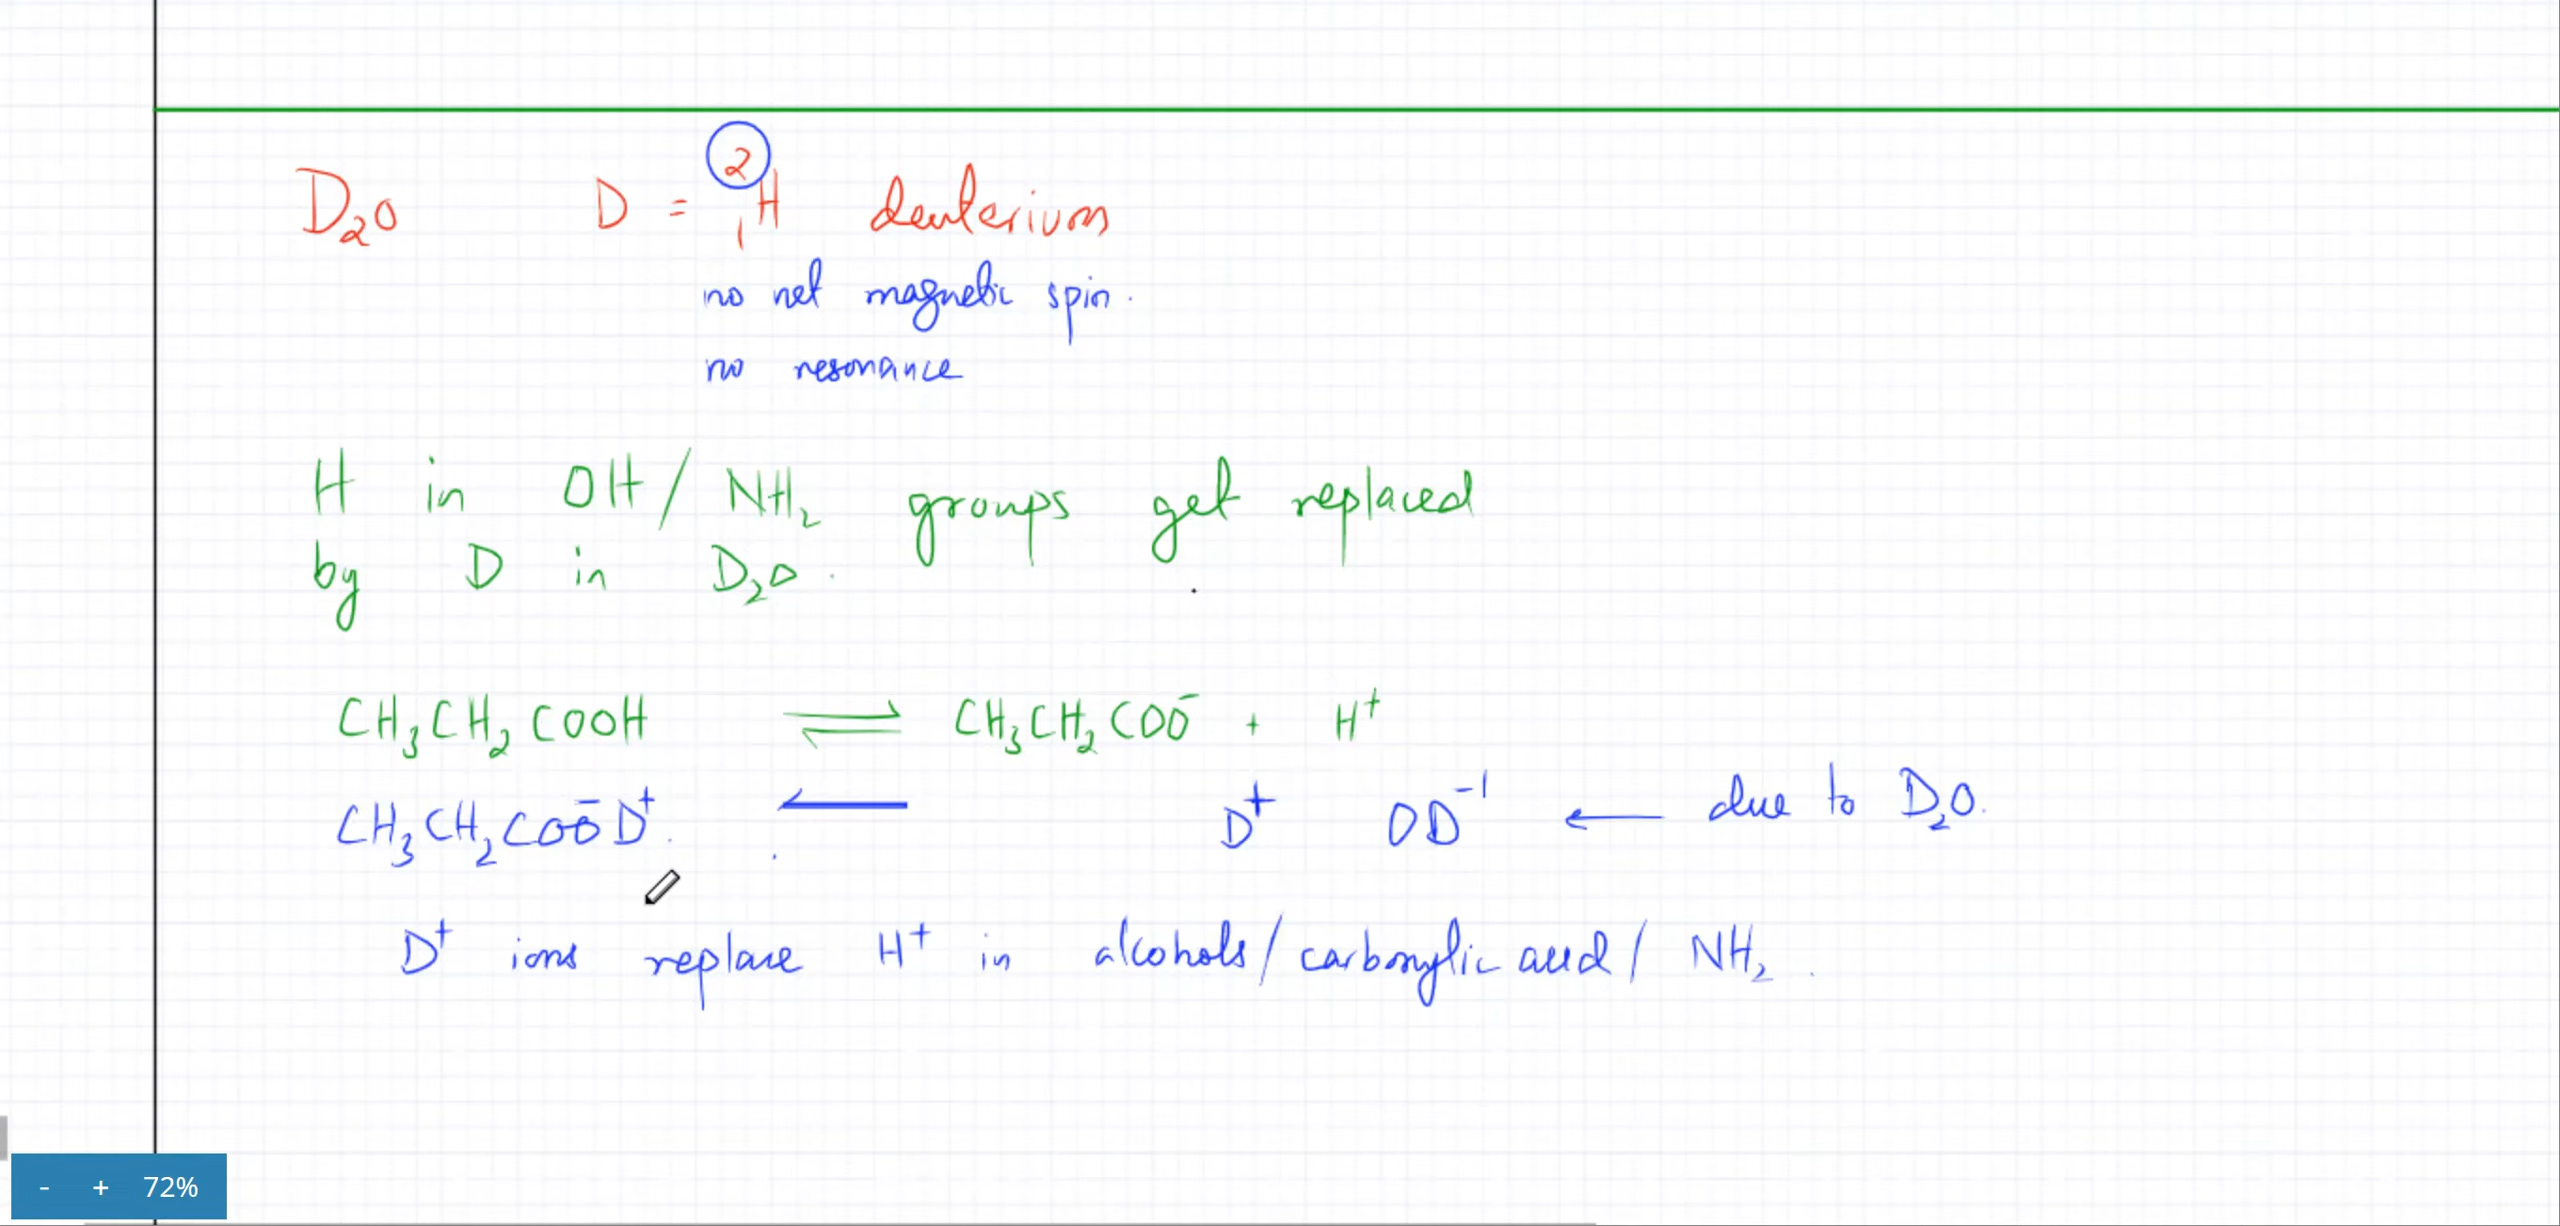 D₂O D = ²₁H deuterium
no net magnetic spin.
no resonance
H in OH / NH₂ groups get replaced
by D in D₂O.
CH₃CH₂COOH ⇌ CH₃CH₂COO⁻ + H⁺
CH₃CH₂COO⁻D⁺. ← D⁺ OD⁻¹ ← due to D₂O.
D⁺ ions replace H⁺ in alcohols / carboxylic acid / NH₂.
- + 72%